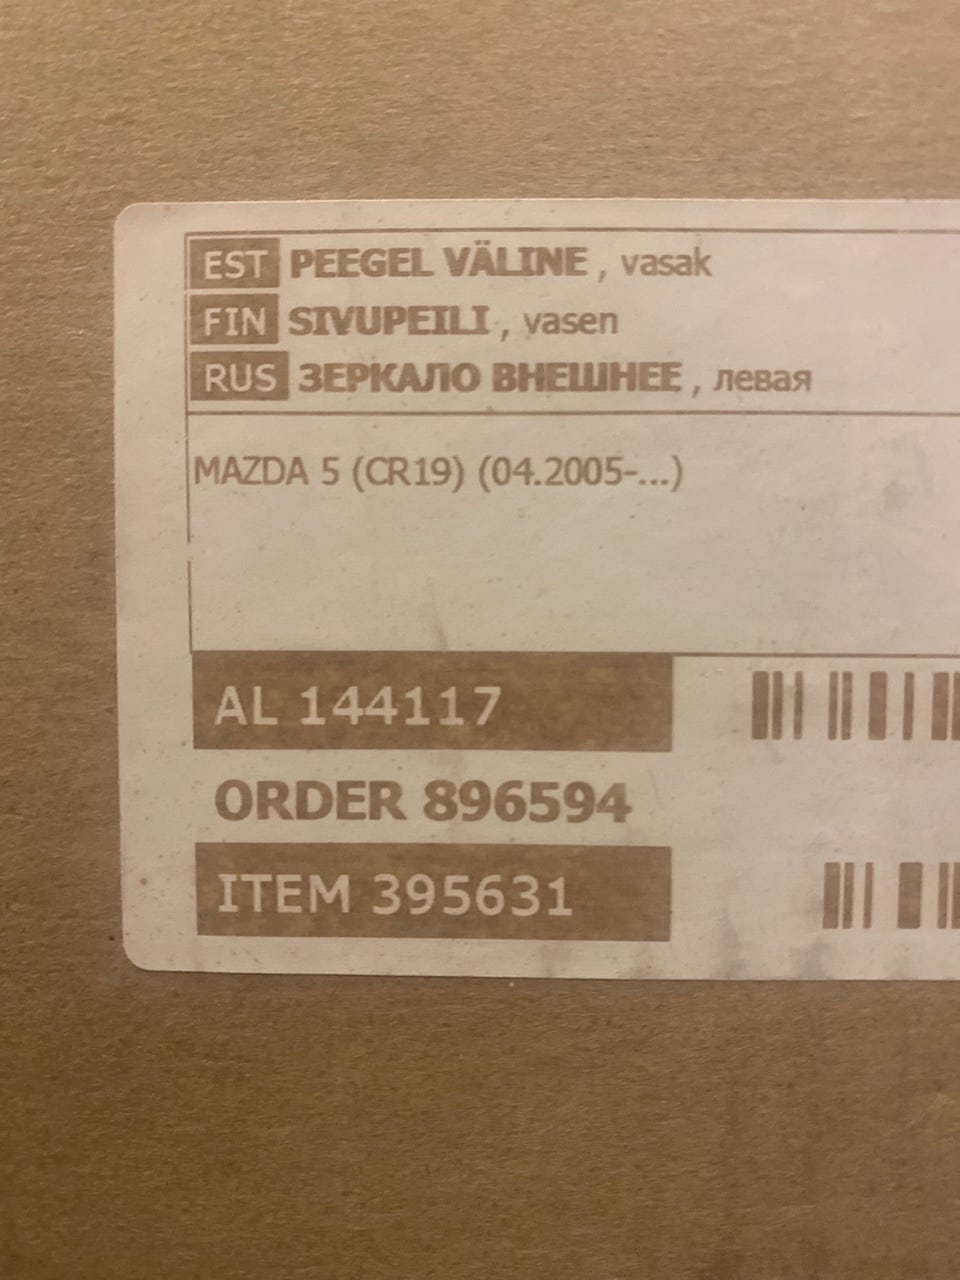 EST PEEGEL VÄLINE , vasak
FIN SIVUPEILI , vasen
RUS ЗЕРКАЛО ВНЕШНЕЕ , левая
MAZDA 5 (CR19) (04.2005-...)
AL 144117
ORDER 896594
ITEM 395631